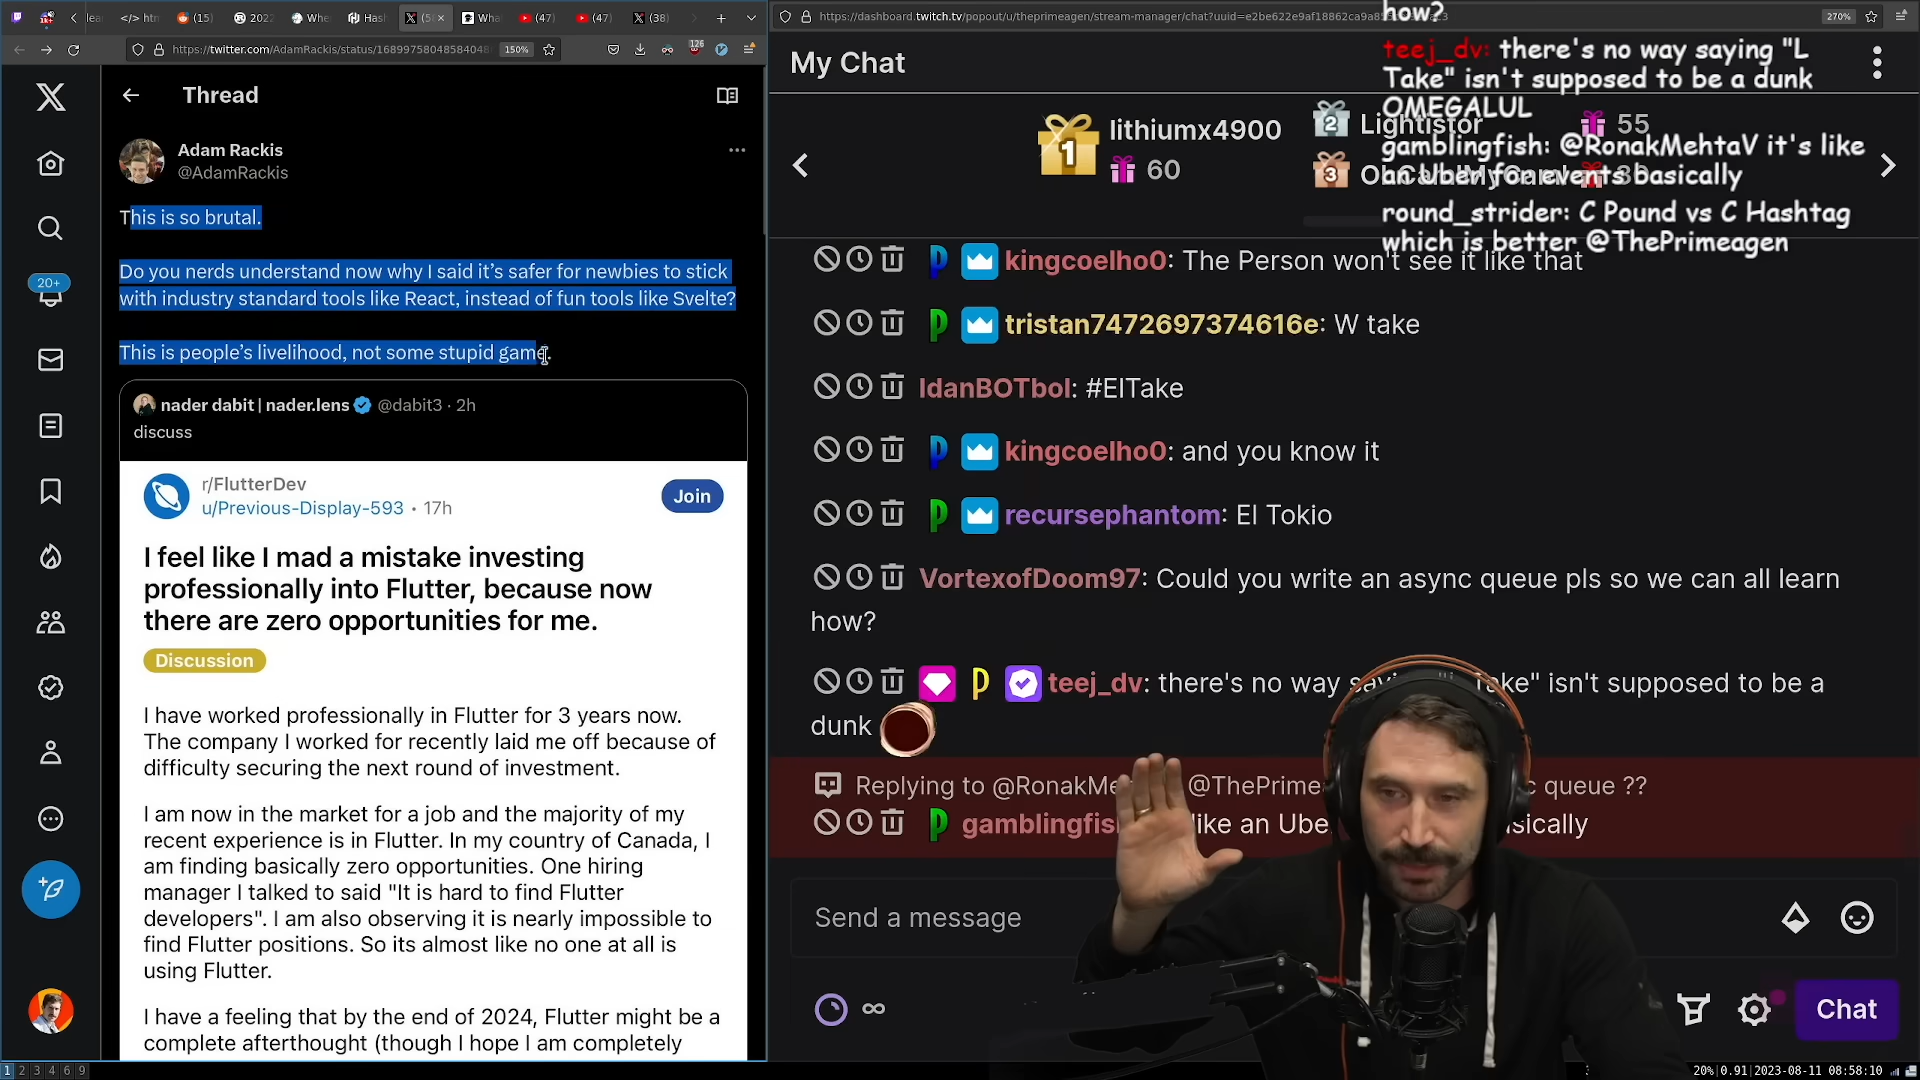 lear
</> htm
(15)
2022
Whe
Hash
(5
Wha
(47)
(47)
(38)
https://twitter.com/AdamRackis/status/16899758048584048
150%
126
20+
Thread
Adam Rackis
@AdamRackis
This is so brutal.
Do you nerds understand now why I said it's safer for newbies to stick
with industry standard tools like React, instead of fun tools like Svelte?
This is people's livelihood, not some stupid game.
nader dabit | nader.lens @dabit3 · 2h
discuss
r/FlutterDev
u/Previous-Display-593 • 17h
Join
I feel like I mad a mistake investing
professionally into Flutter, because now
there are zero opportunities for me.
Discussion
I have worked professionally in Flutter for 3 years now.
The company I worked for recently laid me off because of
difficulty securing the next round of investment.
I am now in the market for a job and the majority of my
recent experience is in Flutter. In my country of Canada, I
am finding basically zero opportunities. One hiring
manager I talked to said "It is hard to find Flutter
developers". I am also observing it is nearly impossible to
find Flutter positions. So its almost like no one at all is
using Flutter.
I have a feeling that by the end of 2024, Flutter might be a
complete afterthought (though I hope I am completely
1 2 3 4 6 9
https://dashboard.twitch.tv/popout/u/theprimeagen/stream-manager/chat?uuid=e2be622e9af18862ca9a8
270%
how?
teej_dv: there's no way saying "L
Take" isn't supposed to be a dunk
OMEGALUL
gamblingfish: @RonakMehtaV it's like
an Uber for events basically
round_strider: C Pound vs C Hashtag
which is better @ThePrimeagen
My Chat
1
lithiumx4900
60
2
Lightistor
55
3
kingcoelho0: The Person won't see it like that
tristan7472697374616e: W take
IdanBOTbol: #ElTake
kingcoelho0: and you know it
recursephantom: El Tokio
VortexofDoom97: Could you write an async queue pls so we can all learn
how?
teej_dv: there's no way Take" isn't supposed to be a
dunk
Replying to @RonakMe @ThePrime c queue ??
gamblingfis like an Ube sically
Send a message
∞
Chat
20%|0.91|2023-08-11 08:58:10